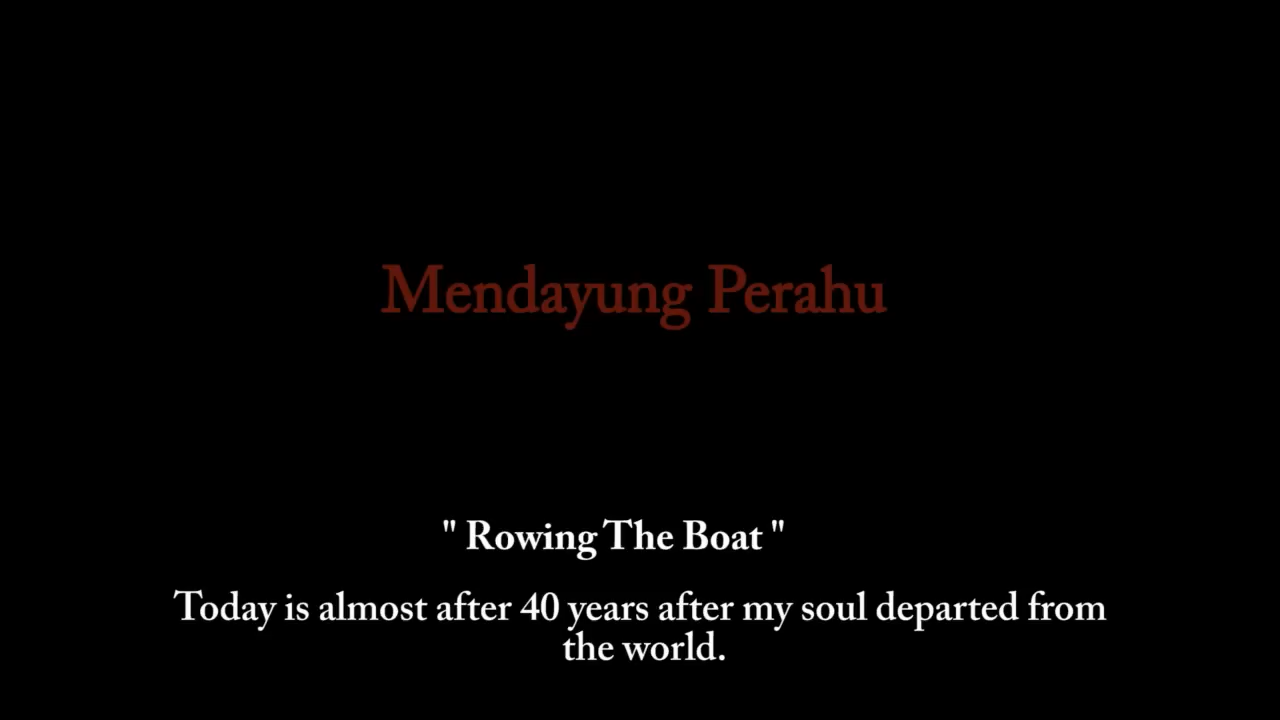 Mendayung Perahu
" Rowing The Boat "
Today is almost after 40 years after my soul departed from
the world.